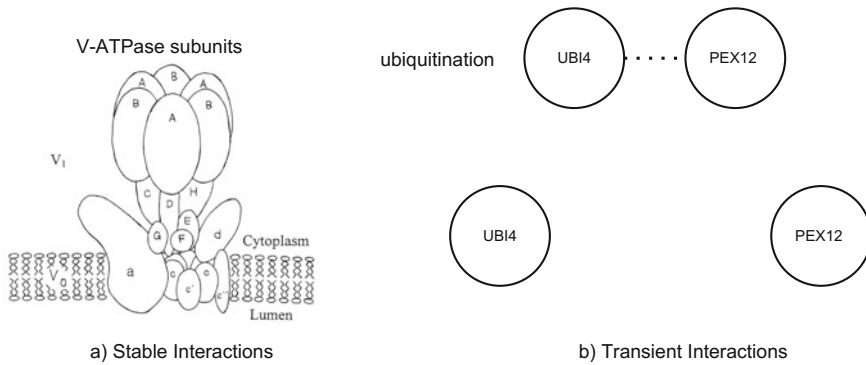 V-ATPase subunits
B
A A
B B
A
V₁
C H
D
E
G F d
Cytoplasm
a
V₀
c c
c' c''
Lumen
a) Stable Interactions
ubiquitination
UBI4 PEX12
UBI4 PEX12
b) Transient Interactions